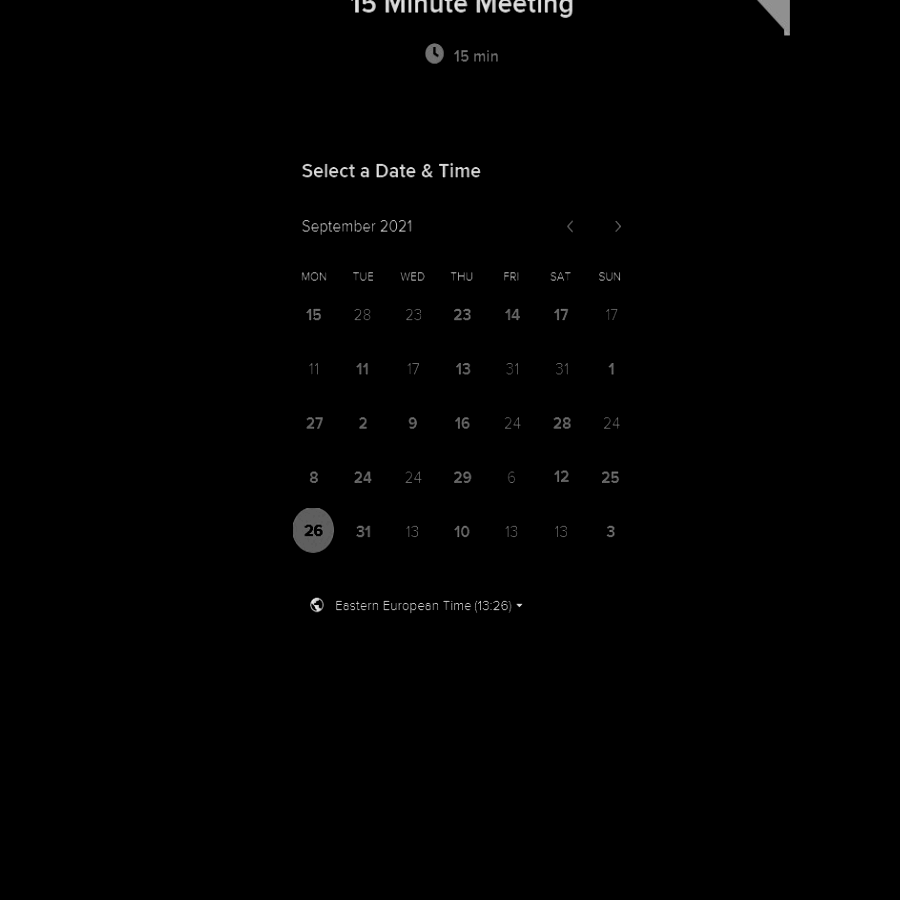 15 Minute Meeting
15 min
Select a Date & Time
September 2021
MON TUE WED THU FRI SAT SUN
15 28 23 23 14 17 17
11 11 17 13 31 31 1
27 2 9 16 24 28 24
8 24 24 29 6 12 25
26 31 13 10 13 13 3
Eastern European Time (13:26)